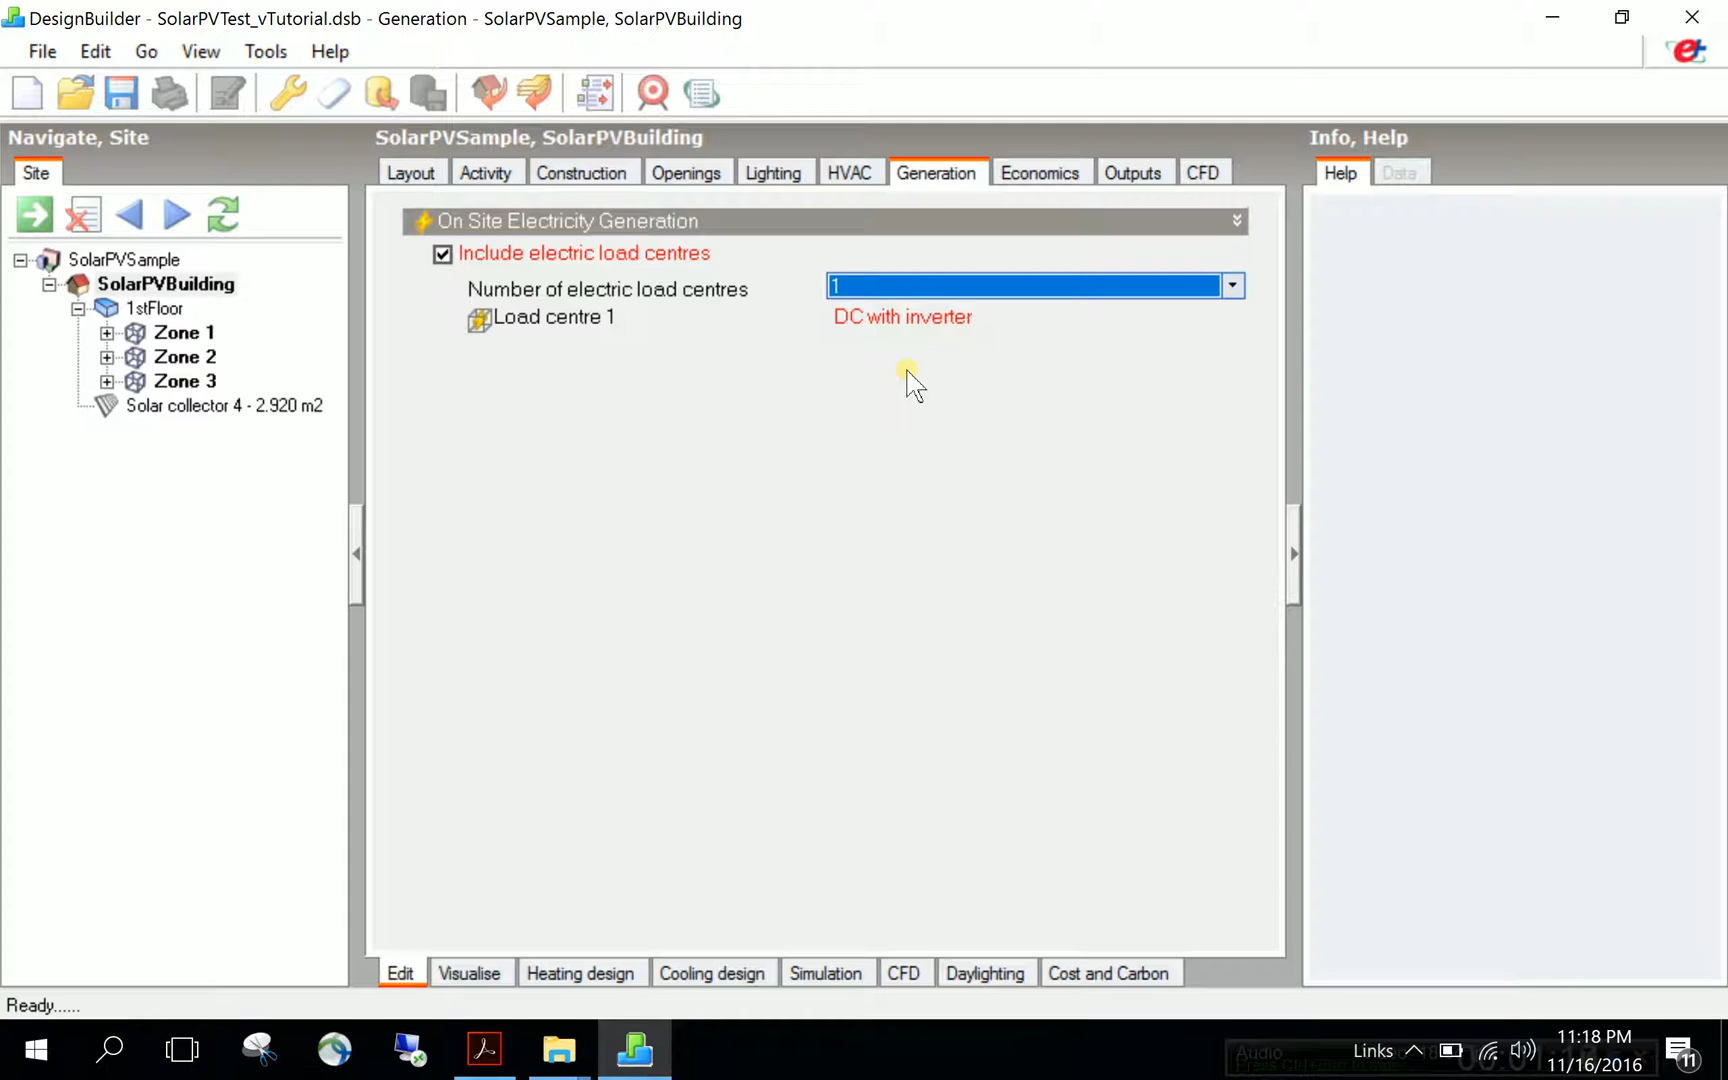 DesignBuilder - SolarPVTest_vTutorial.dsb - Generation - SolarPVSample, SolarPVBuilding
File Edit Go View Tools Help
Navigate, Site
SolarPVSample, SolarPVBuilding
Info, Help
Site
Layout Activity Construction Openings Lighting HVAC Generation Economics Outputs CFD
Help Data
On Site Electricity Generation
Include electric load centres
Number of electric load centres 1
Load centre 1 DC with inverter
SolarPVSample
SolarPVBuilding
1stFloor
Zone 1
Zone 2
Zone 3
Solar collector 4 - 2.920 m2
Edit Visualise Heating design Cooling design Simulation CFD Daylighting Cost and Carbon
Ready......
Audio
Links
11:18 PM
11/16/2016
11